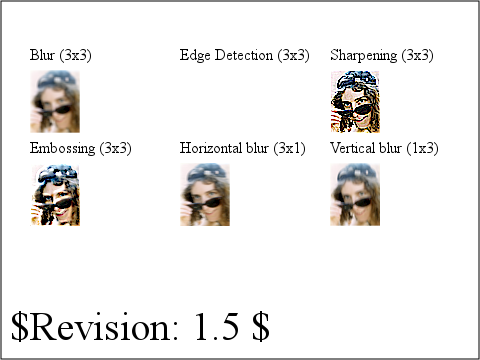 Blur (3x3)
Edge Detection (3x3)
Sharpening (3x3)
Embossing (3x3)
Horizontal blur (3x1)
Vertical blur (1x3)
$Revision: 1.5 $